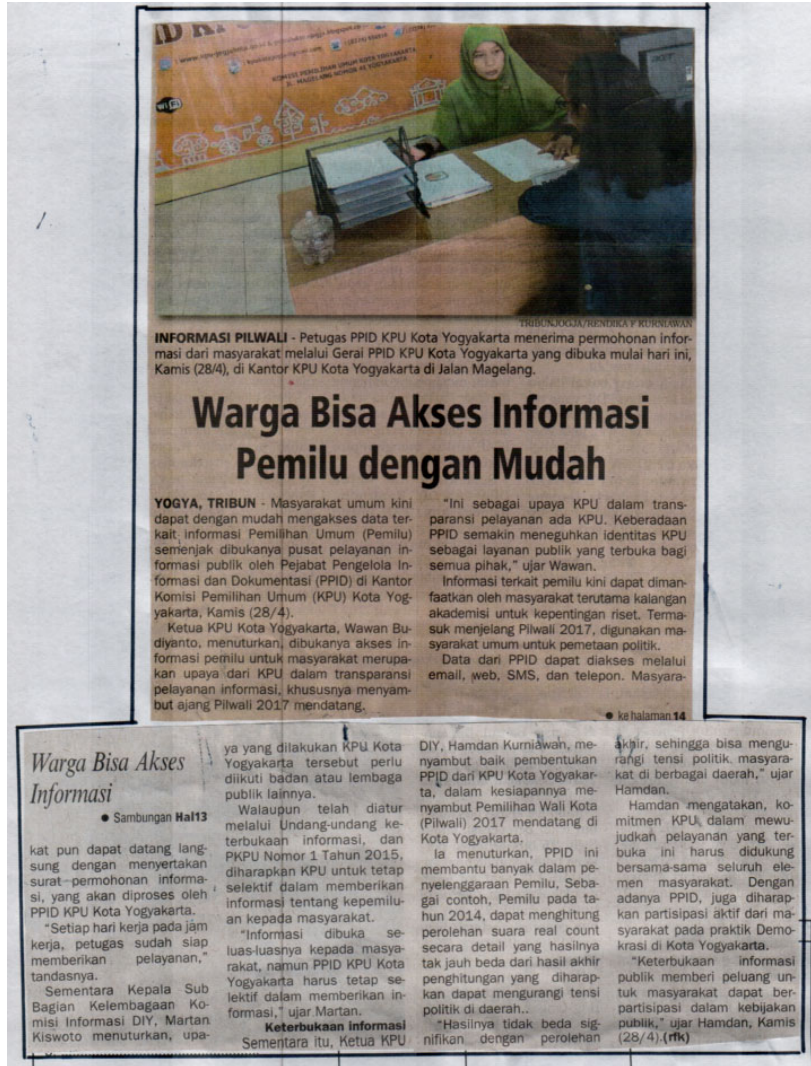 KOMISI PEMILIHAN UMUM KOTA YOGYAKARTA
JL. MAGELANG NOMOR 41 YOGYAKARTA
WiFi
acer
TRIBUNJOGJA/RENDIKA F KURNIAWAN
INFORMASI PILWALI - Petugas PPID KPU Kota Yogyakarta menerima permohonan infor-
masi dari masyarakat melalui Gerai PPID KPU Kota Yogyakarta yang dibuka mulai hari ini,
Kamis (28/4), di Kantor KPU Kota Yogyakarta di Jalan Magelang.
Warga Bisa Akses Informasi
Pemilu dengan Mudah
YOGYA, TRIBUN - Masyarakat umum kini
dapat dengan mudah mengakses data ter-
kait informasi Pemilihan Umum (Pemilu)
semenjak dibukanya pusat pelayanan in-
formasi publik oleh Pejabat Pengelola In-
formasi dan Dokumentasi (PPID) di Kantor
Komisi Pemilihan Umum (KPU) Kota Yog-
yakarta, Kamis (28/4).
Ketua KPU Kota Yogyakarta, Wawan Bu-
diyanto, menuturkan, dibukanya akses in-
formasi pemilu untuk masyarakat merupa-
kan upaya dari KPU dalam transparansi
pelayanan informasi, khususnya menyam-
but ajang Pilwali 2017 mendatang.
"Ini sebagai upaya KPU dalam trans-
paransi pelayanan ada KPU. Keberadaan
PPID semakin meneguhkan identitas KPU
sebagai layanan publik yang terbuka bagi
semua pihak," ujar Wawan.
Informasi terkait pemilu kini dapat diman-
faatkan oleh masyarakat terutama kalangan
akademisi untuk kepentingan riset. Terma-
suk menjelang Pilwali 2017, digunakan ma-
syarakat umum untuk pemetaan politik.
Data dari PPID dapat diakses melalui
email, web, SMS, dan telepon. Masyara-
● ke halaman 14
Warga Bisa Akses
Informasi
● Sambungan Hal13
kat pun dapat datang lang-
sung dengan menyertakan
surat permohonan informa-
si, yang akan diproses oleh
PPID KPU Kota Yogyakarta.
"Setiap hari kerja pada jam
kerja, petugas sudah siap
memberikan pelayanan,"
tandasnya.
Sementara Kepala Sub
Bagian Kelembagaan Ko-
misi Informasi DIY, Martan
Kiswoto menuturkan, upa-
ya yang dilakukan KPU Kota
Yogyakarta tersebut perlu
diikuti badan atau lembaga
publik lainnya.
Walaupun telah diatur
melalui Undang-undang ke-
terbukaan informasi, dan
PKPU Nomor 1 Tahun 2015,
diharapkan KPU untuk tetap
selektif dalam memberikan
informasi tentang kepemilu-
an kepada masyarakat.
"Informasi dibuka se-
luas-luasnya kepada masya-
rakat, namun PPID KPU Kota
Yogyakarta harus tetap se-
lektif dalam memberikan in-
formasi," ujar Martan.
Keterbukaan informasi
Sementara itu, Ketua KPU
DIY, Hamdan Kurniawan, me-
nyambut baik pembentukan
PPID dari KPU Kota Yogyakar-
ta, dalam kesiapannya me-
nyambut Pemilihan Wali Kota
(Pilwali) 2017 mendatang di
Kota Yogyakarta.
Ia menuturkan, PPID ini
membantu banyak dalam pe-
nyelenggaraan Pemilu, Seba-
gai contoh, Pemilu pada ta-
hun 2014, dapat menghitung
perolehan suara real count
secara detail yang hasilnya
tak jauh beda dari hasil akhir
penghitungan yang diharap-
kan dapat mengurangi tensi
politik di daerah..
"Hasilnya tidak beda sig-
nifikan dengan perolehan
akhir, sehingga bisa mengu-
rangi tensi politik masyara-
kat di berbagai daerah," ujar
Hamdan.
Hamdan mengatakan, ko-
mitmen KPU dalam mewu-
judkan pelayanan yang ter-
buka ini harus didukung
bersama-sama seluruh ele-
men masyarakat. Dengan
adanya PPID, juga diharap-
kan partisipasi aktif dari ma-
syarakat pada praktik Demo-
krasi di Kota Yogyakarta.
"Keterbukaan informasi
publik memberi peluang un-
tuk masyarakat dapat ber-
partisipasi dalam kebijakan
publik," ujar Hamdan, Kamis
(28/4).(rfk)